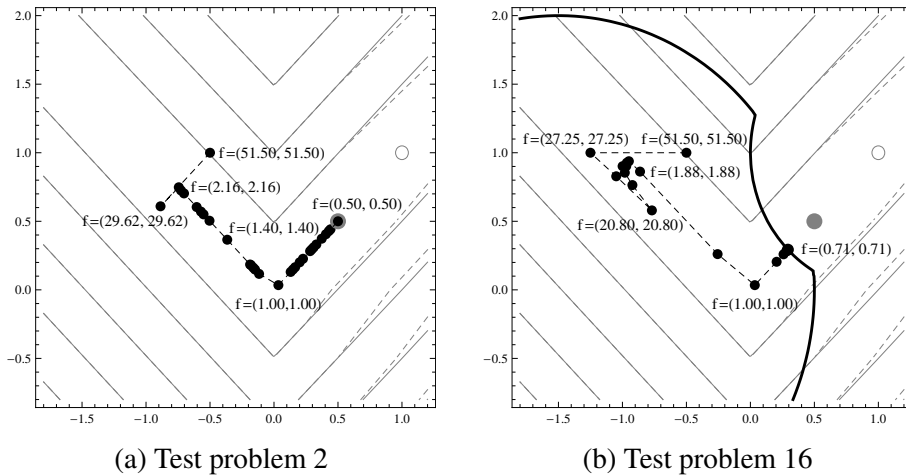 2.0
1.5
1.0
0.5
0.0
−0.5
−1.5
−1.0
−0.5
0.0
0.5
1.0
f=(51.50, 51.50)
f=(2.16, 2.16)
f=(29.62, 29.62)
f=(1.40, 1.40)
f=(0.50, 0.50)
f=(1.00,1.00)
(a) Test problem 2
2.0
1.5
1.0
0.5
0.0
−0.5
−1.5
−1.0
−0.5
0.0
0.5
1.0
f=(27.25, 27.25)
f=(51.50, 51.50)
f=(1.88, 1.88)
f=(20.80, 20.80)
f=(0.71, 0.71)
f=(1.00,1.00)
(b) Test problem 16